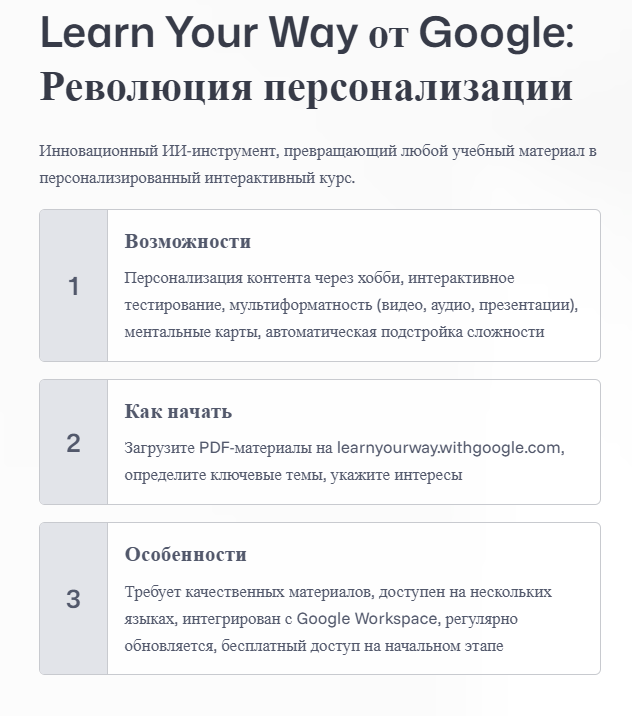 Learn Your Way от Google:
Революция персонализации
Инновационный ИИ-инструмент, превращающий любой учебный материал в
персонализированный интерактивный курс.
1
Возможности
Персонализация контента через хобби, интерактивное
тестирование, мультиформатность (видео, аудио, презентации),
ментальные карты, автоматическая подстройка сложности
2
Как начать
Загрузите PDF-материалы на learnyourway.withgoogle.com,
определите ключевые темы, укажите интересы
3
Особенности
Требует качественных материалов, доступен на нескольких
языках, интегрирован с Google Workspace, регулярно
обновляется, бесплатный доступ на начальном этапе